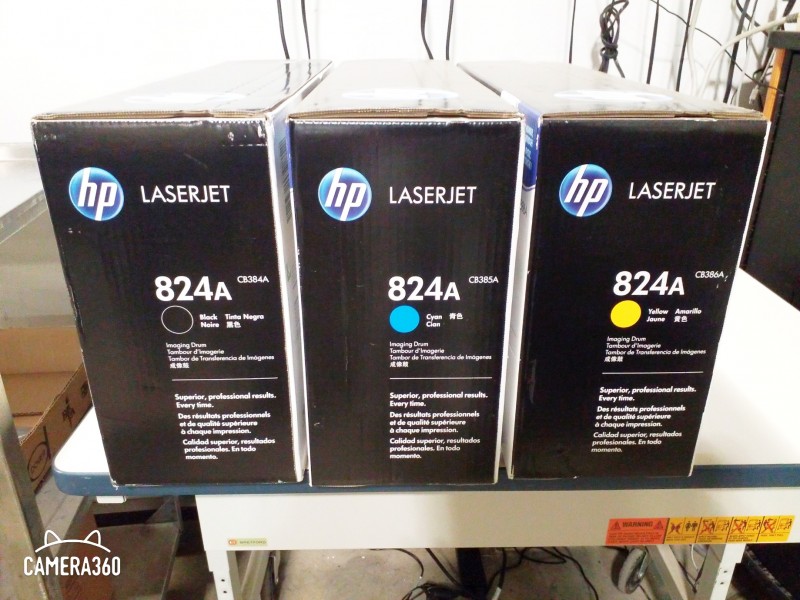 hp LASERJET
CB384A
824A
Black Tinta Negra
Noire 黑色
Imaging Drum
Tambour d'Imagerie
Tambor de Transferencia de Imágenes
成像鼓
Superior, professional results.
Every time.
Des résultats professionnels
et de qualité supérieure
à chaque impression.
Calidad superior, resultados
profesionales. En todo
momento.
hp LASERJET
CB385A
824A
Cyan 青色
Cian
Imaging Drum
Tambour d'Imagerie
Tambor de Transferencia de Imágenes
成像鼓
Superior, professional results.
Every time.
Des résultats professionnels
et de qualité supérieure
à chaque impression.
Calidad superior, resultados
profesionales. En todo
momento.
hp LASERJET
CB386A
824A
Yellow Amarillo
Jaune 黄色
Imaging Drum
Tambour d'Imagerie
Tambor de Transferencia de Imágenes
成像鼓
Superior, professional results.
Every time.
Des résultats professionnels
et de qualité supérieure
à chaque impression.
Calidad superior, resultados
profesionales. En todo
momento.
WARNING
CAMERA360